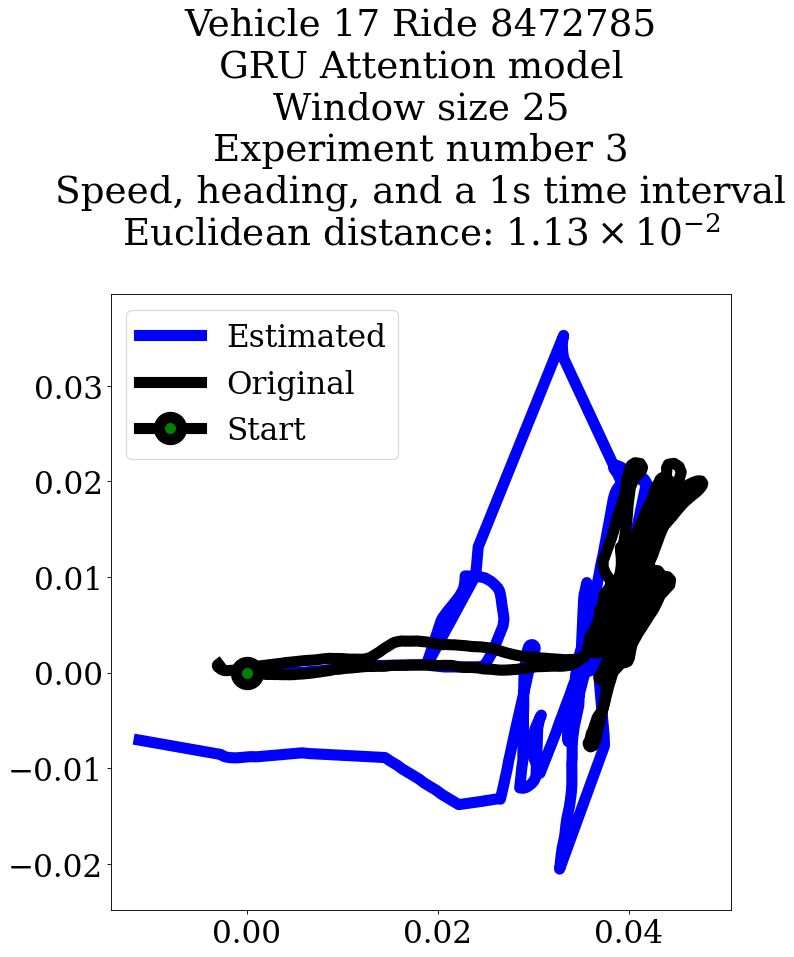 Vehicle 17 Ride 8472785
GRU Attention model
Window size 25
Experiment number 3
Speed, heading, and a 1s time interval
Euclidean distance: 1.13 × 10⁻²
Estimated
Original
Start
0.03
0.02
0.01
0.00
−0.01
−0.02
0.00 0.02 0.04